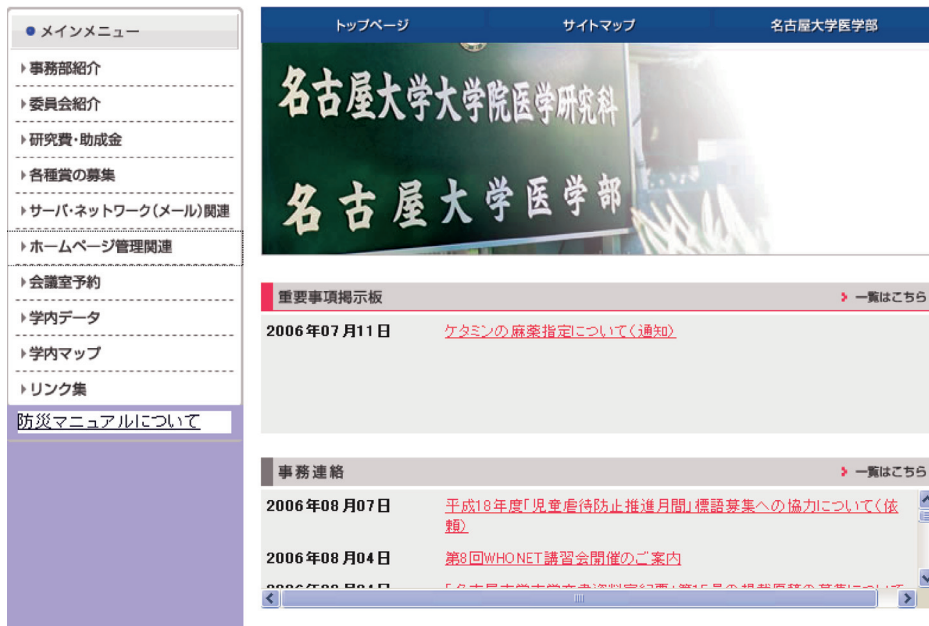 メインメニュー
事務部紹介
委員会紹介
研究費・助成金
各種賞の募集
サーバ・ネットワーク(メール)関連
ホームページ管理関連
会議室予約
学内データ
学内マップ
リンク集
防災マニュアルについて
トップページ サイトマップ 名古屋大学医学部
名古屋大学大学院医学研究科
名古屋大学医学部
重要事項掲示板 一覧はこちら
2006年07月11日 ケタミンの麻薬指定について(通知)
事務連絡 一覧はこちら
2006年08月07日 平成18年度「児童虐待防止推進月間」標語募集への協力について(依
頼)
2006年08月04日 第8回WHONET講習会開催のご案内